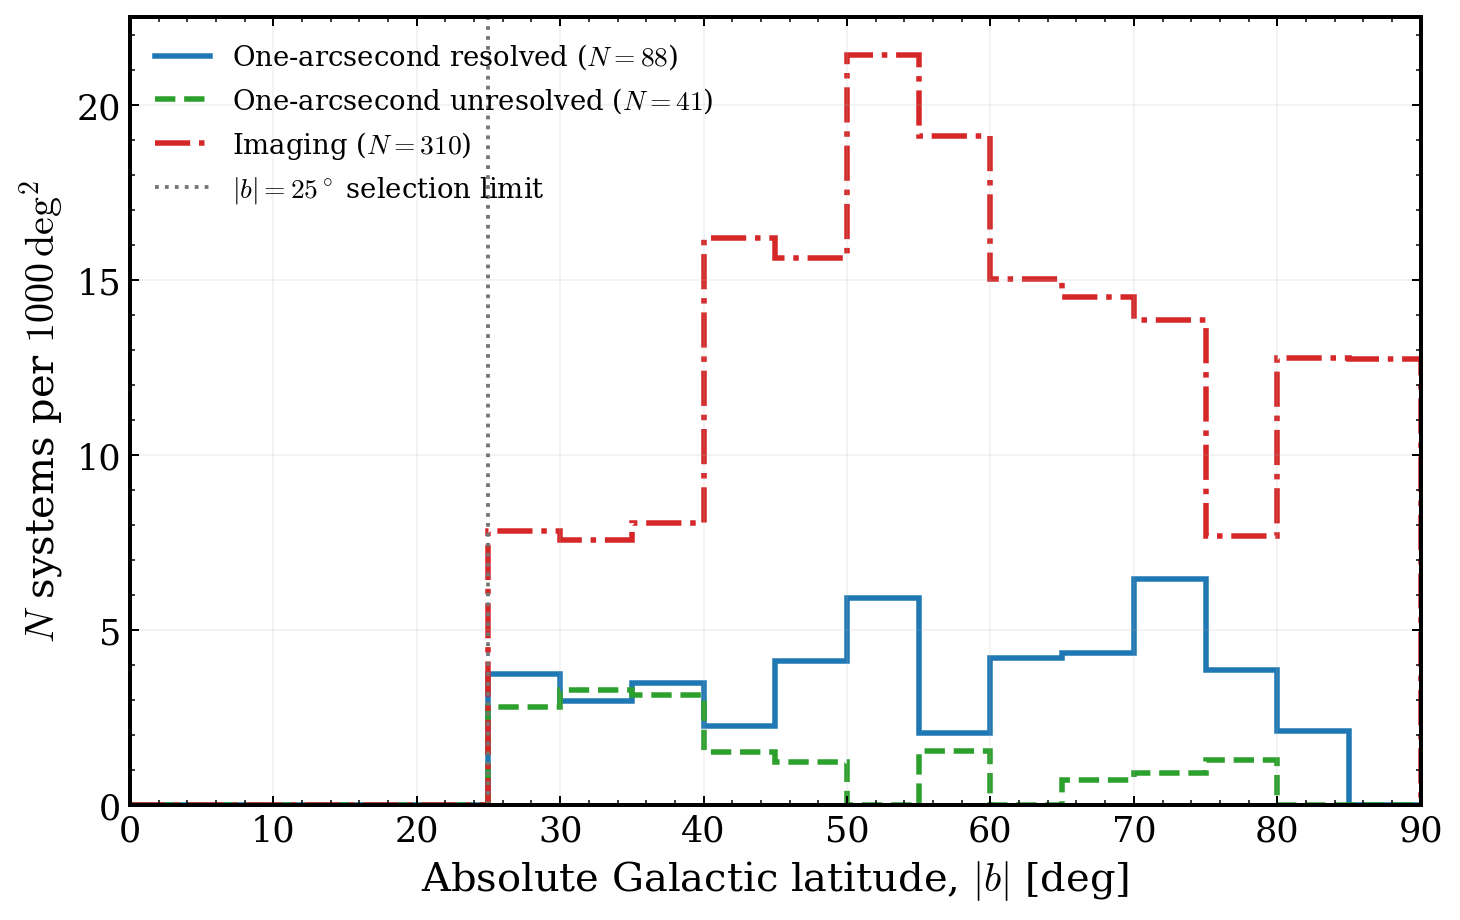 One-arcsecond resolved (N = 88)
One-arcsecond unresolved (N = 41)
Imaging (N = 310)
|b| = 25° selection limit
N systems per 1000 deg²
20
15
10
5
0
0 10 20 30 40 50 60 70 80 90
Absolute Galactic latitude, |b| [deg]